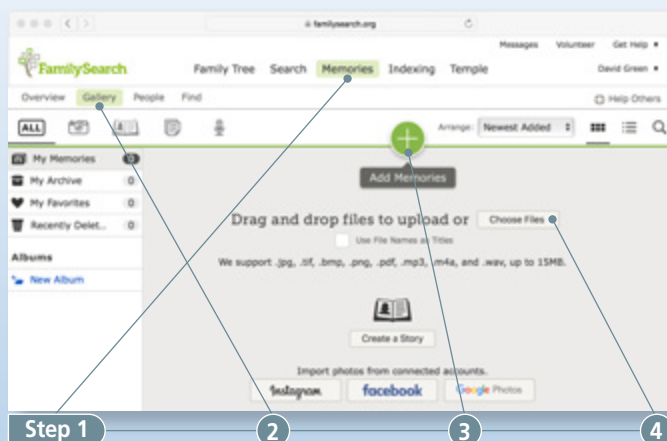 familysearch.org
Messages Volunteer Get Help
FamilySearch Family Tree Search Memories Indexing Temple David Green
Overview Gallery People Find Help Others
ALL Arrange: Newest Added
My Memories 0
My Archive 0
My Favorites 0
Recently Delet... 0
Albums
New Album
Add Memories
Drag and drop files to upload or Choose Files
Use File Names as Titles
We support .jpg, .tif, .bmp, .png, .pdf, .mp3, .m4a, and .wav, up to 15MB.
Create a Story
Import photos from connected accounts.
Instagram facebook Google Photos
Step 1 2 3 4